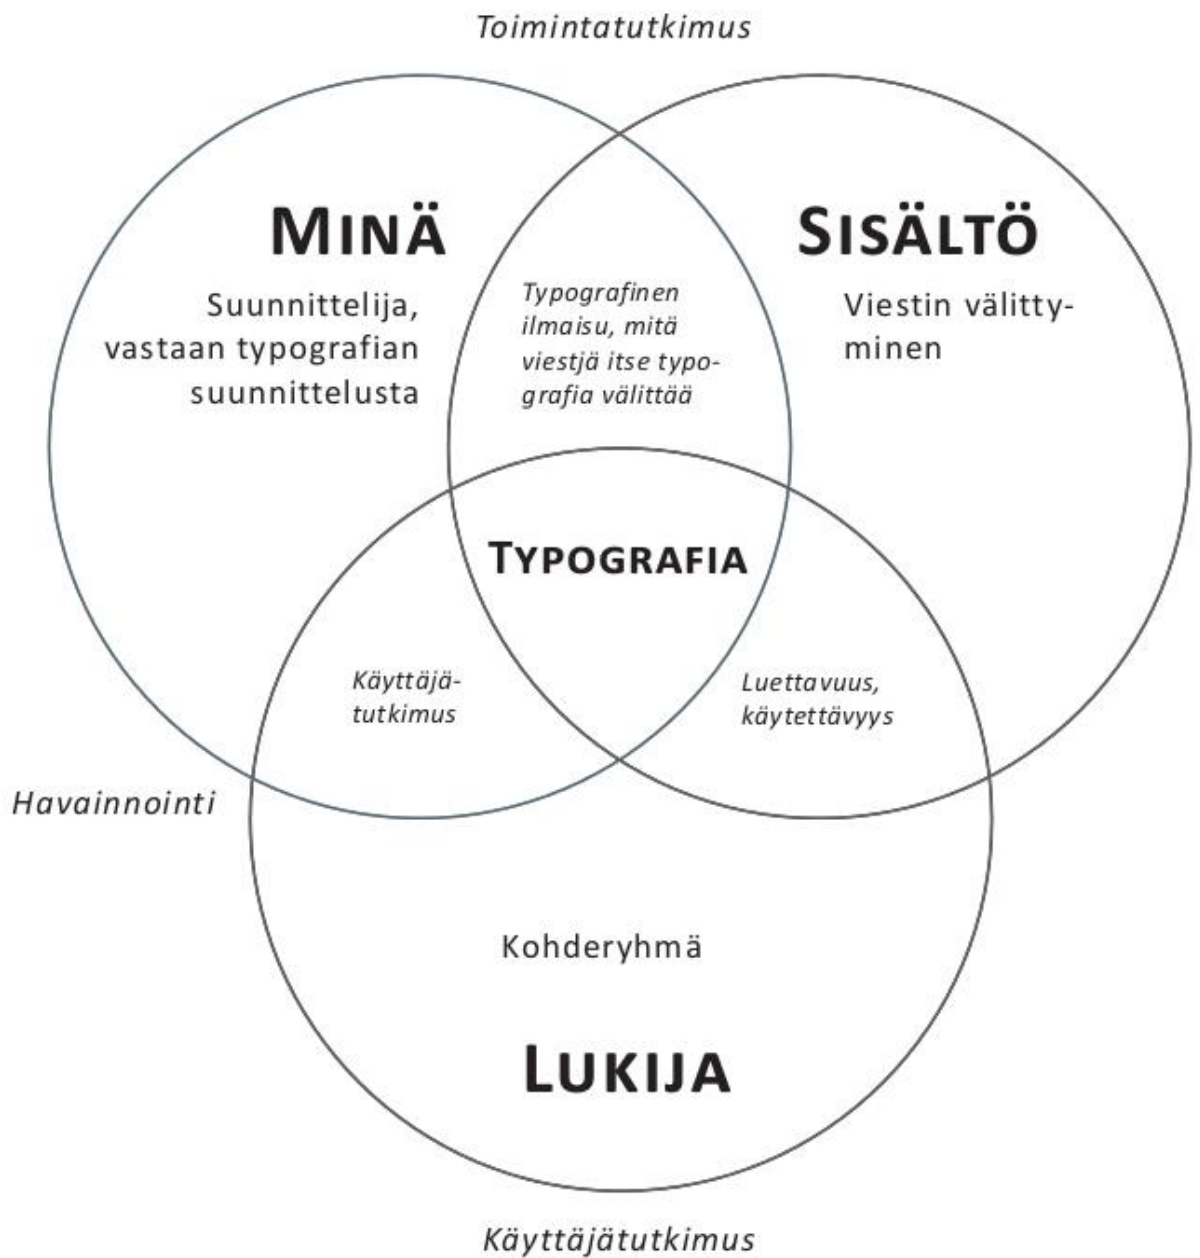 Toimintatutkimus
MINÄ
Suunnittelija,
vastaan typografian
suunnittelusta
Typografinen
ilmaisu, mitä
viestjä itse typo-
grafia välittää
SISÄLTÖ
Viestin välitty-
minen
TYPOGRAFIA
Käyttäjä-
tutkimus
Luettavuus,
käytettävyys
Havainnointi
Kohderyhmä
LUKIJA
Käyttäjätutkimus